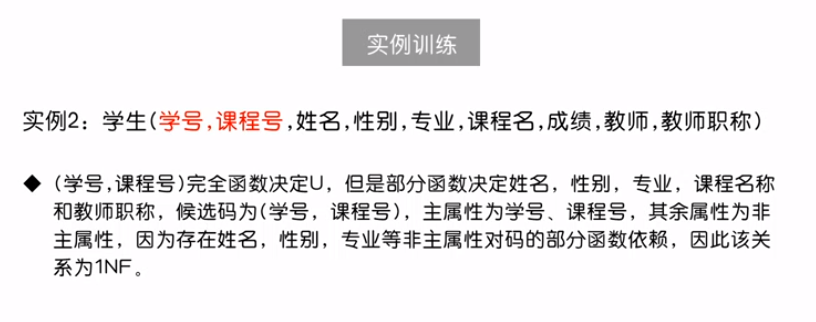 实例训练
实例2：学生(学号,课程号,姓名,性别,专业,课程名,成绩,教师,教师职称)
◆ (学号,课程号)完全函数决定U，但是部分函数决定姓名，性别，专业，课程名称
和教师职称，候选码为(学号，课程号)，主属性为学号、课程号，其余属性为非
主属性，因为存在姓名，性别，专业等非主属性对码的部分函数依赖，因此该关
系为1NF。